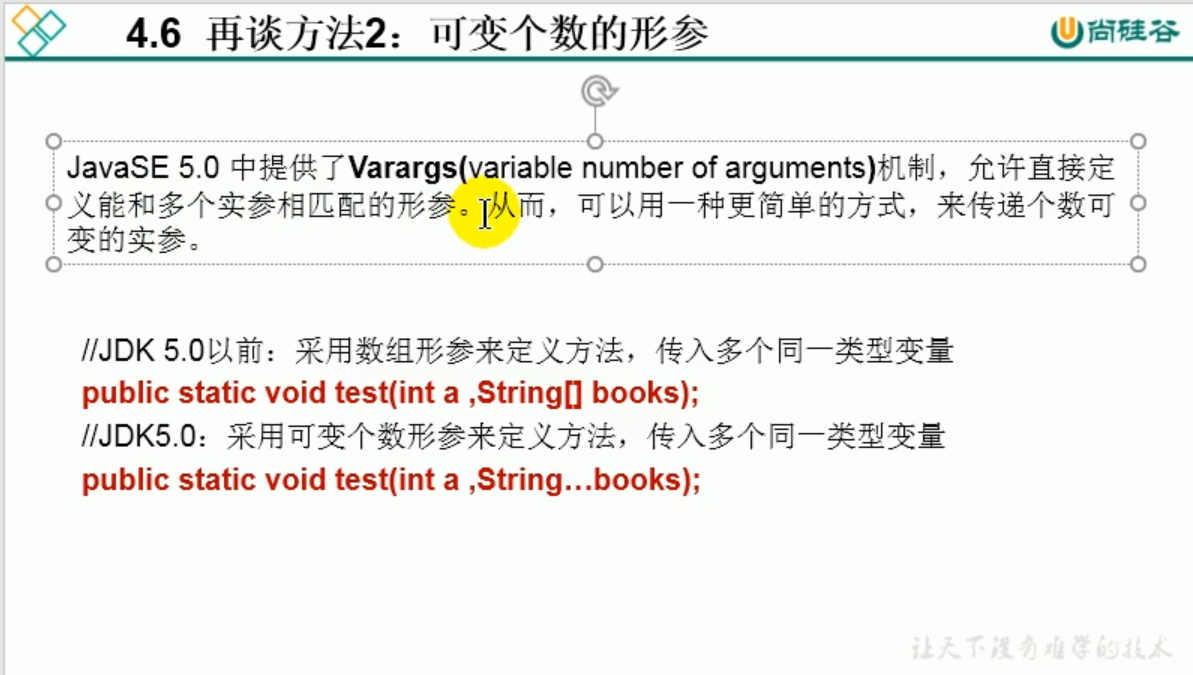 4.6 再谈方法2：可变个数的形参
尚硅谷
JavaSE 5.0 中提供了Varargs(variable number of arguments)机制，允许直接定
义能和多个实参相匹配的形参。从而，可以用一种更简单的方式，来传递个数可
变的实参。
//JDK 5.0以前：采用数组形参来定义方法，传入多个同一类型变量
public static void test(int a ,String[] books);
//JDK5.0：采用可变个数形参来定义方法，传入多个同一类型变量
public static void test(int a ,String…books);
让天下没有难学的技术